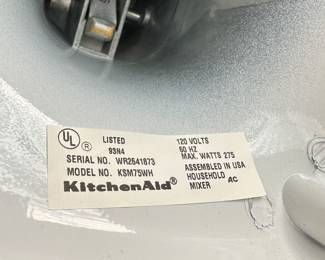 UL
LISTED
93N4
SERIAL NO. WR2641873
MODEL NO. KSM75WH
KitchenAid®
120 VOLTS
60 HZ
MAX. WATTS 275
ASSEMBLED IN USA
HOUSEHOLD AC
MIXER